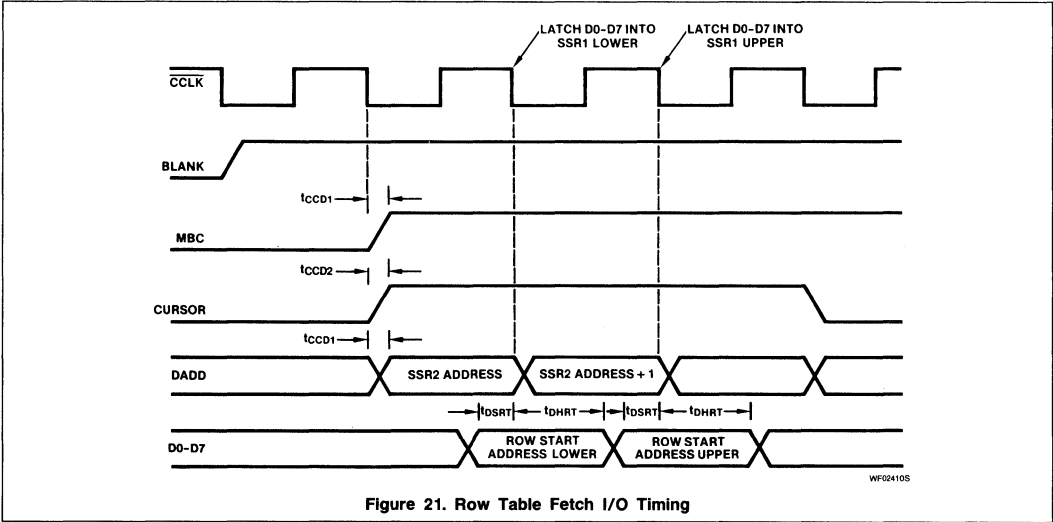 LATCH D0-D7 INTO
SSR1 LOWER
LATCH D0-D7 INTO
SSR1 UPPER
CCLK
BLANK
tCCD1
MBC
tCCD2
CURSOR
tCCD1
DADD
SSR2 ADDRESS
SSR2 ADDRESS + 1
tDSRT
tDHRT
tDSRT
tDHRT
D0-D7
ROW START
ADDRESS LOWER
ROW START
ADDRESS UPPER
WF02410S
Figure 21. Row Table Fetch I/O Timing